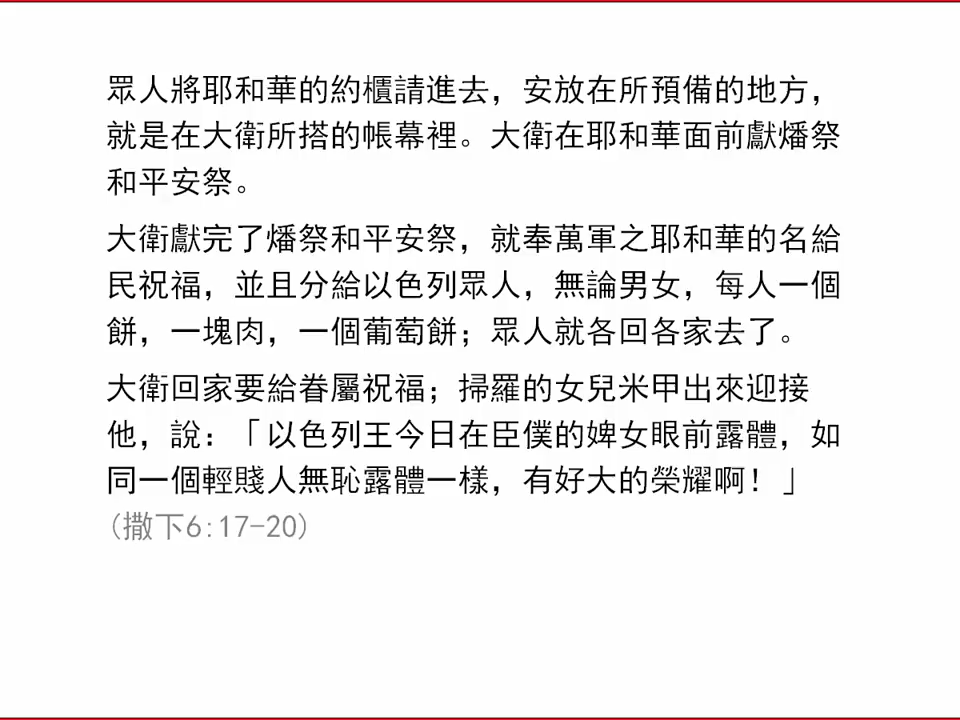 眾人將耶和華的約櫃請進去，安放在所預備的地方，
就是在大衛所搭的帳幕裡。大衛在耶和華面前獻燔祭
和平安祭。
大衛獻完了燔祭和平安祭，就奉萬軍之耶和華的名給
民祝福，並且分給以色列眾人，無論男女，每人一個
餅，一塊肉，一個葡萄餅；眾人就各回各家去了。
大衛回家要給眷屬祝福；掃羅的女兒米甲出來迎接
他，說：「以色列王今日在臣僕的婢女眼前露體，如
同一個輕賤人無恥露體一樣，有好大的榮耀啊！」
(撒下6:17-20)